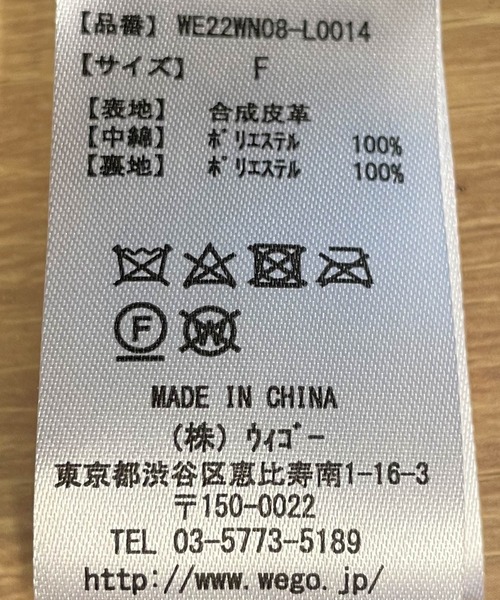 【品番】 WE22WN08-L0014
【サイズ】 F
【表地】 合成皮革
【中綿】 ポリエステル 100%
【裏地】 ポリエステル 100%
F W
MADE IN CHINA
(株) ウィゴー
東京都渋谷区恵比寿南1-16-3
〒150-0022
TEL 03-5773-5189
http://www.wego.jp/